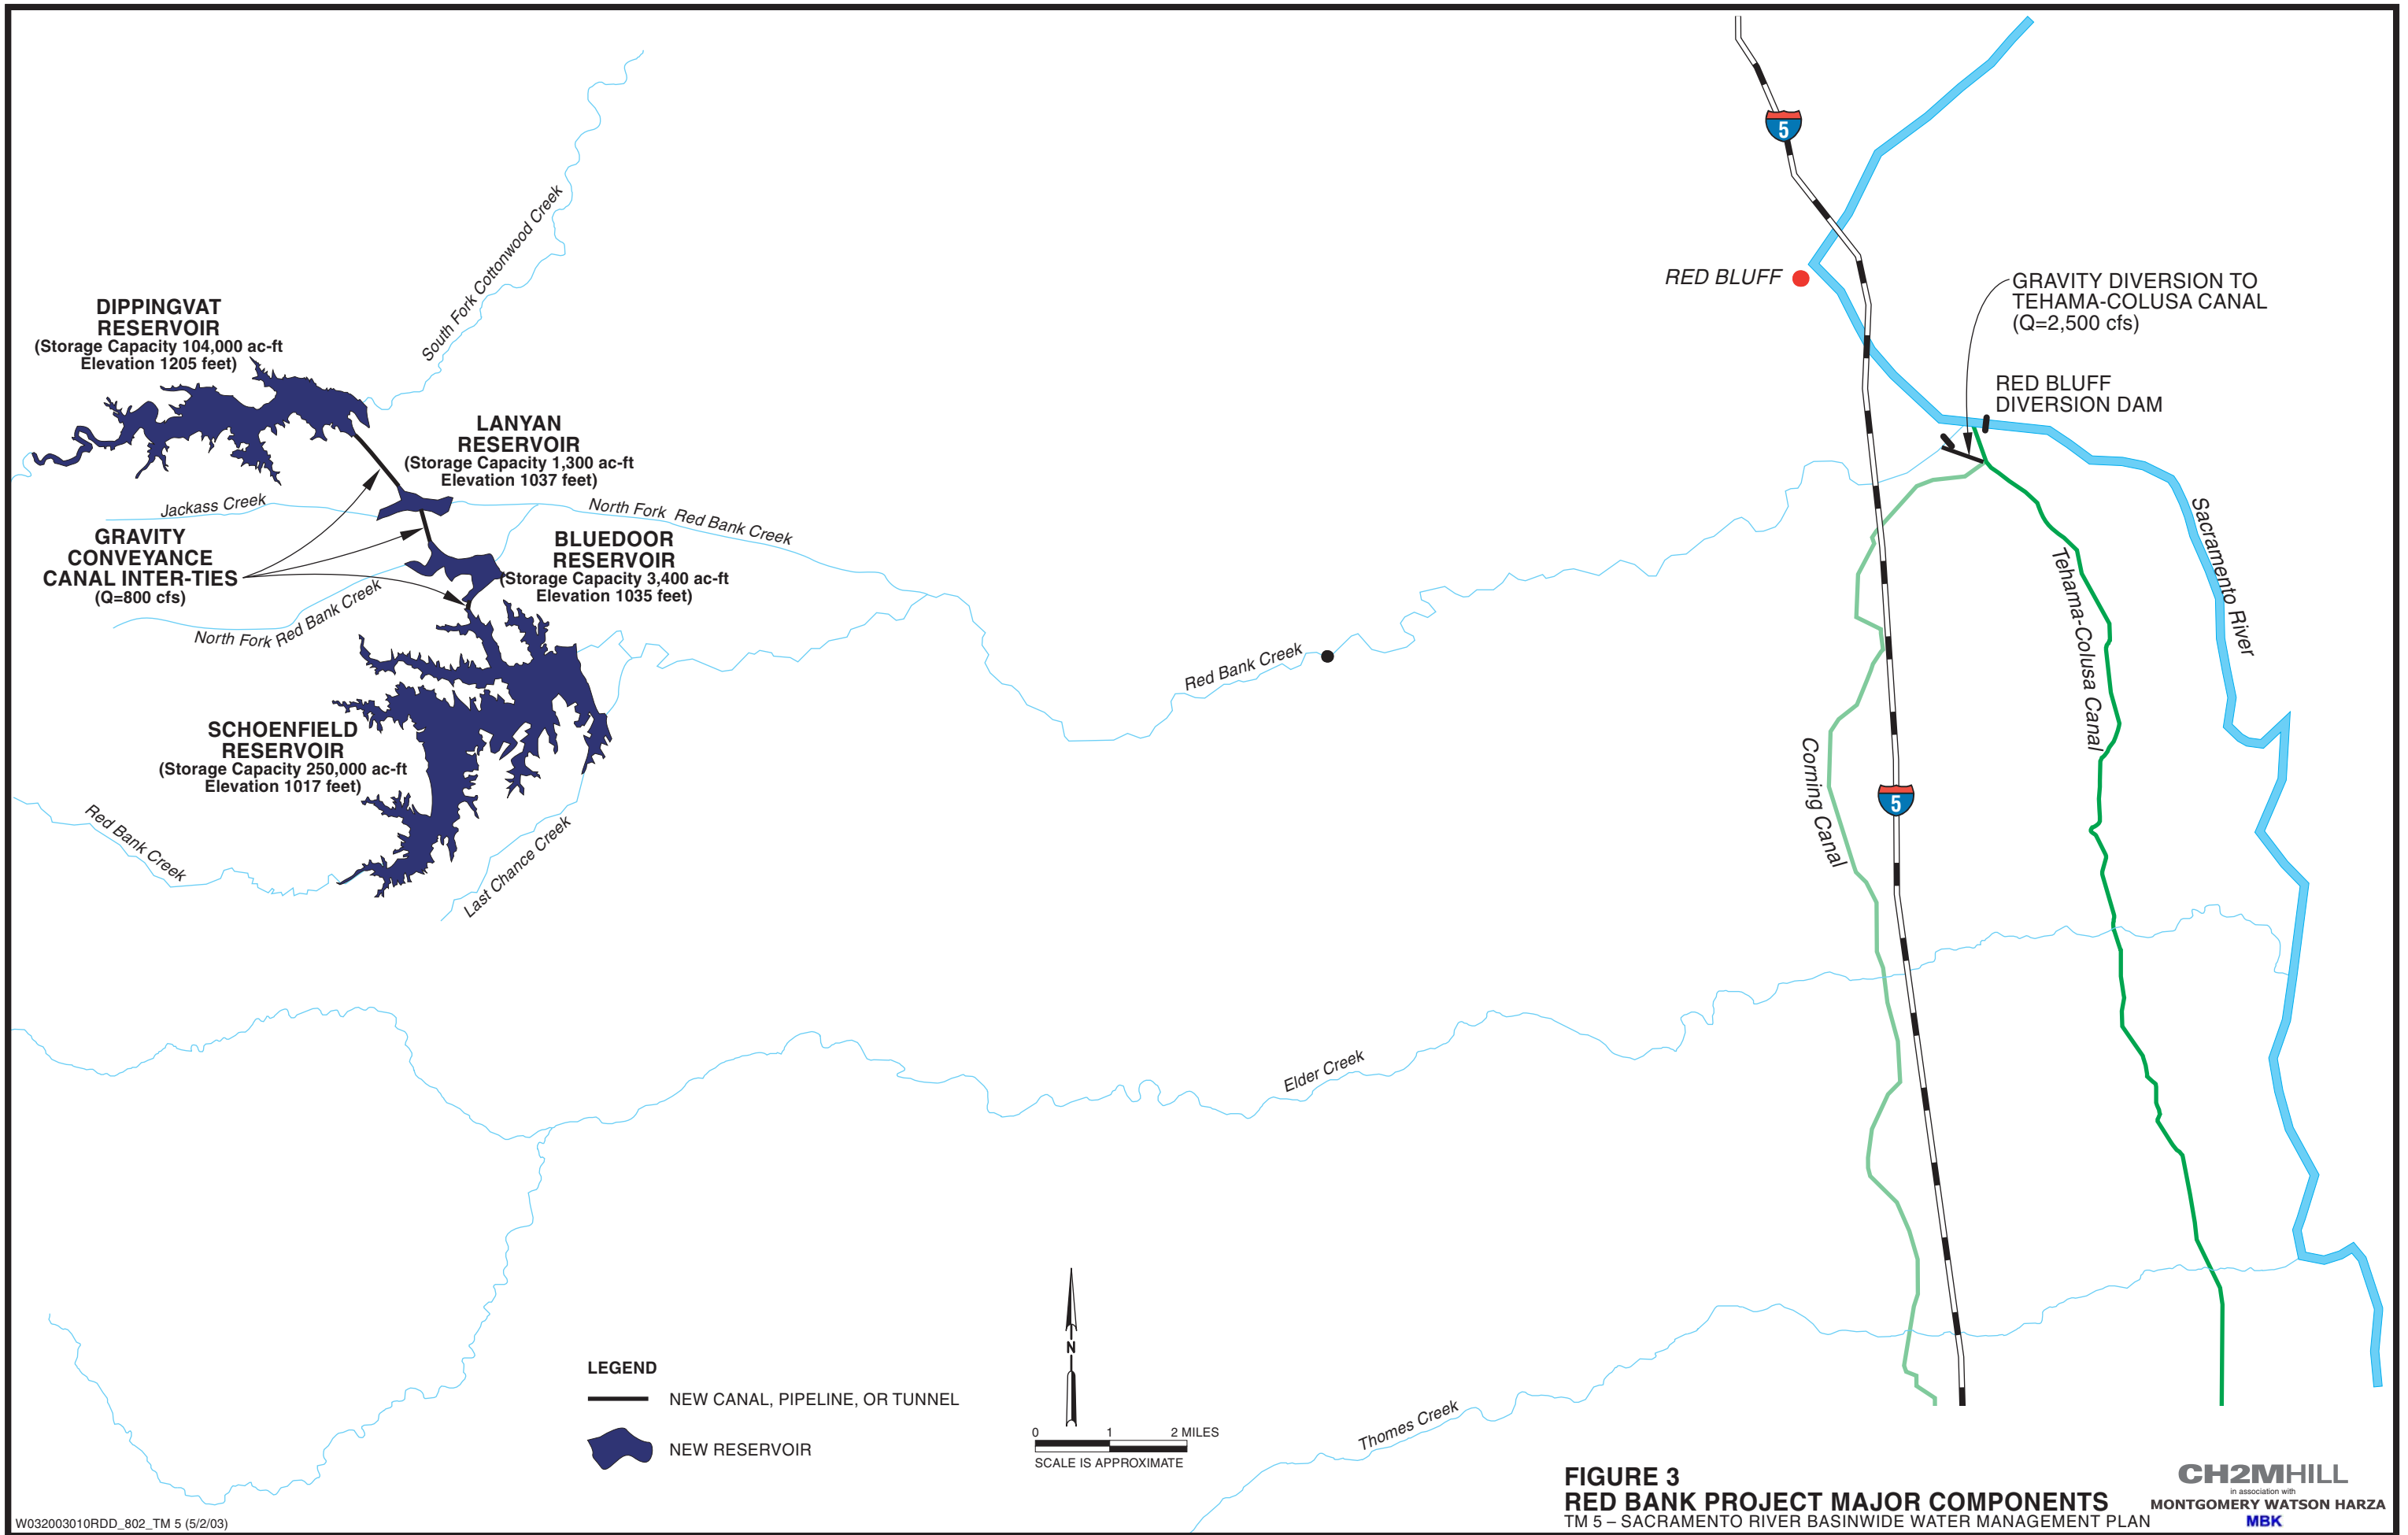 5
RED BLUFF
GRAVITY DIVERSION TO
TEHAMA-COLUSA CANAL
(Q=2,500 cfs)
RED BLUFF
DIVERSION DAM
South Fork Cottonwood Creek
DIPPINGVAT
RESERVOIR
(Storage Capacity 104,000 ac-ft
Elevation 1205 feet)
LANYAN
RESERVOIR
(Storage Capacity 1,300 ac-ft
Elevation 1037 feet)
Jackass Creek
North Fork Red Bank Creek
GRAVITY
CONVEYANCE
CANAL INTER-TIES
(Q=800 cfs)
BLUEDOOR
RESERVOIR
(Storage Capacity 3,400 ac-ft
Elevation 1035 feet)
North Fork Red Bank Creek
Red Bank Creek
SCHOENFIELD
RESERVOIR
(Storage Capacity 250,000 ac-ft
Elevation 1017 feet)
Red Bank Creek
Last Chance Creek
Sacramento River
Tehama-Colusa Canal
Corning Canal
5
Elder Creek
Thomes Creek
LEGEND
NEW CANAL, PIPELINE, OR TUNNEL
NEW RESERVOIR
N
0 1 2 MILES
SCALE IS APPROXIMATE
FIGURE 3
RED BANK PROJECT MAJOR COMPONENTS
TM 5 – SACRAMENTO RIVER BASINWIDE WATER MANAGEMENT PLAN
CH2MHILL
in association with
MONTGOMERY WATSON HARZA
MBK
W032003010RDD_802_TM 5 (5/2/03)